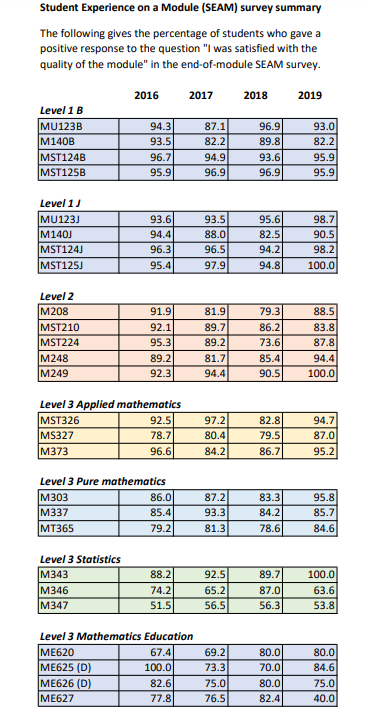 Student Experience on a Module (SEAM) survey summary
The following gives the percentage of students who gave a
positive response to the question "I was satisfied with the
quality of the module" in the end-of-module SEAM survey.
2016 2017 2018 2019
Level 1 B
MU123B 94.3 87.1 96.9 93.0
M140B 93.5 82.2 89.8 82.2
MST124B 96.7 94.9 93.6 95.9
MST125B 95.9 96.9 96.9 95.9
Level 1 J
MU123J 93.6 93.5 95.6 98.7
M140J 94.4 88.0 82.5 90.5
MST124J 96.3 96.5 94.2 98.2
MST125J 95.4 97.9 94.8 100.0
Level 2
M208 91.9 81.9 79.3 88.5
MST210 92.1 89.7 86.2 83.8
MST224 95.3 89.2 73.6 87.8
M248 89.2 81.7 85.4 94.4
M249 92.3 94.4 90.5 100.0
Level 3 Applied mathematics
MST326 92.5 97.2 82.8 94.7
MS327 78.7 80.4 79.5 87.0
M373 96.6 84.2 86.7 95.2
Level 3 Pure mathematics
M303 86.0 87.2 83.3 95.8
M337 85.4 93.3 84.2 85.7
MT365 79.2 81.3 78.6 84.6
Level 3 Statistics
M343 88.2 92.5 89.7 100.0
M346 74.2 65.2 87.0 63.6
M347 51.5 56.5 56.3 53.8
Level 3 Mathematics Education
ME620 67.4 69.2 80.0 80.0
ME625 (D) 100.0 73.3 70.0 84.6
ME626 (D) 82.6 75.0 80.0 75.0
ME627 77.8 76.5 82.4 40.0